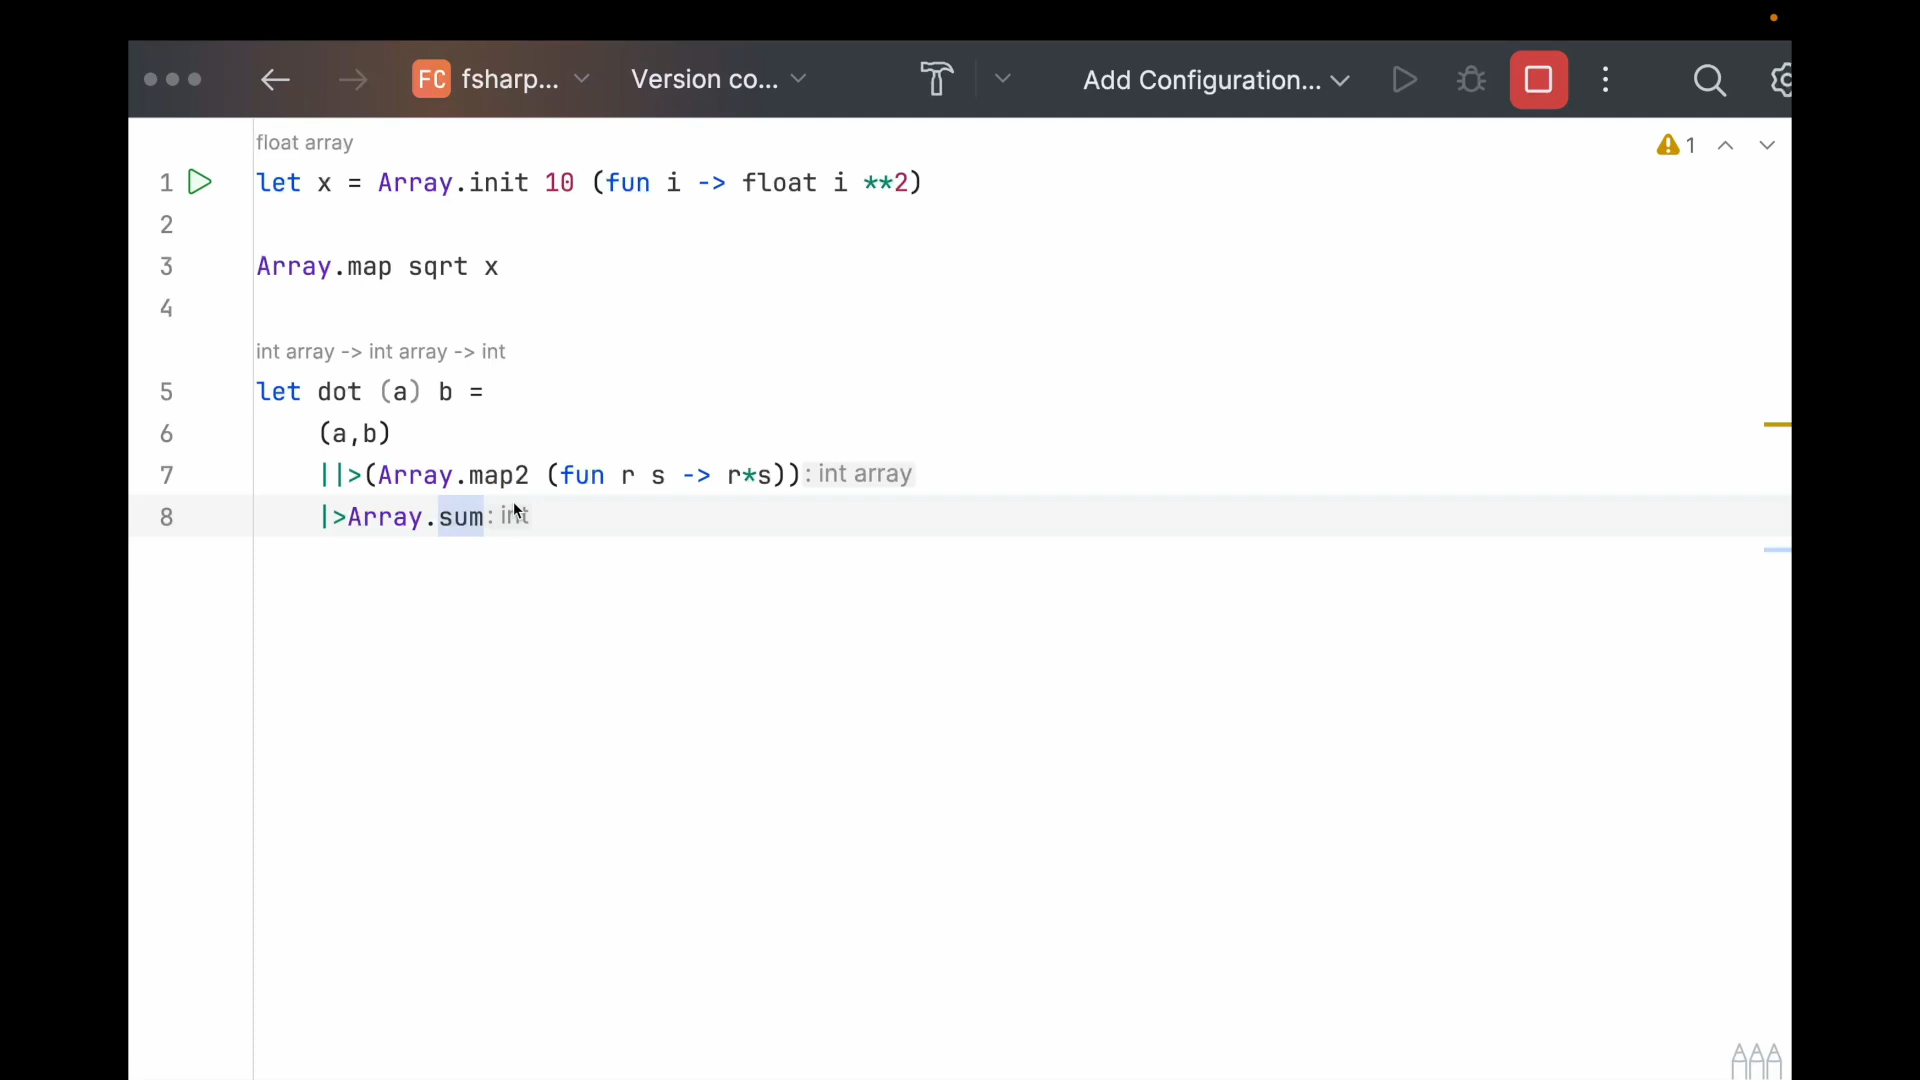 FC fsharp... Version co... Add Configuration...
float array
1
1 let x = Array.init 10 (fun i -> float i **2)
2
3 Array.map sqrt x
4
int array -> int array -> int
5 let dot (a) b =
6 (a,b)
7 ||>(Array.map2 (fun r s -> r*s)) : int array
8 |>Array.sum : int